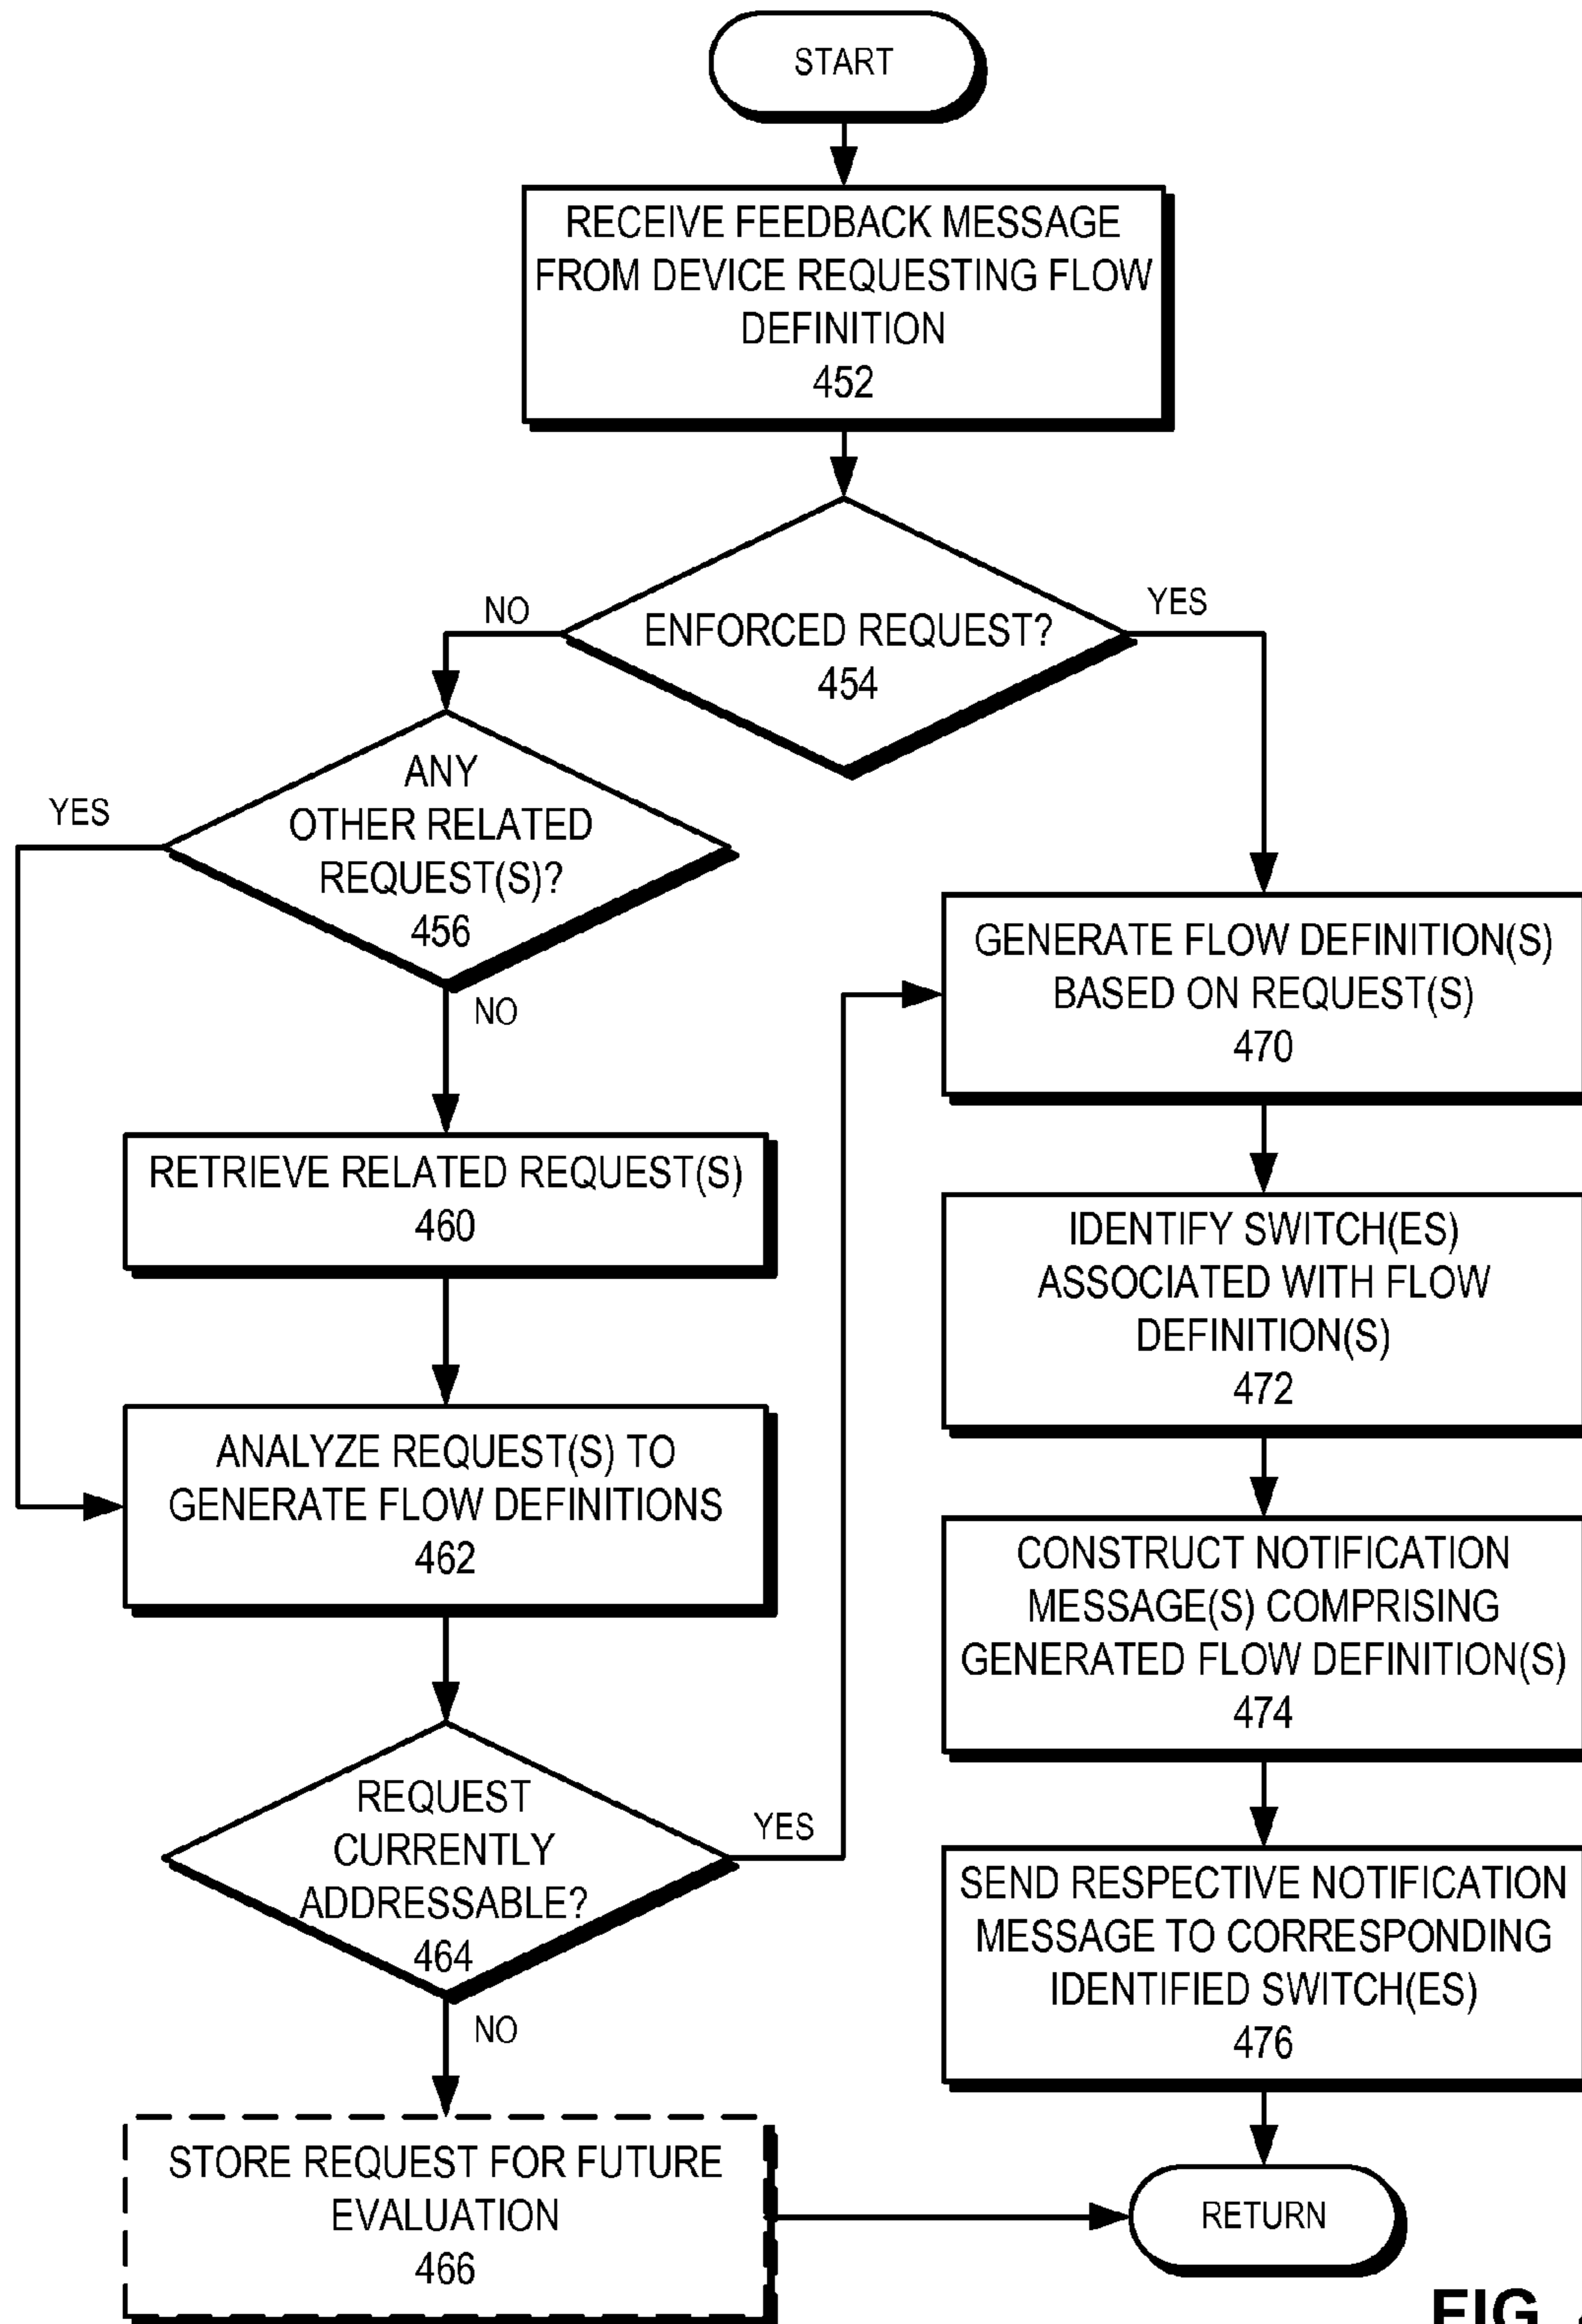 START
RECEIVE FEEDBACK MESSAGE
FROM DEVICE REQUESTING FLOW
DEFINITION
452
ENFORCED REQUEST?
454
NO
YES
ANY
OTHER RELATED
REQUEST(S)?
456
YES
NO
RETRIEVE RELATED REQUEST(S)
460
ANALYZE REQUEST(S) TO
GENERATE FLOW DEFINITIONS
462
REQUEST
CURRENTLY
ADDRESSABLE?
464
YES
NO
STORE REQUEST FOR FUTURE
EVALUATION
466
GENERATE FLOW DEFINITION(S)
BASED ON REQUEST(S)
470
IDENTIFY SWITCH(ES)
ASSOCIATED WITH FLOW
DEFINITION(S)
472
CONSTRUCT NOTIFICATION
MESSAGE(S) COMPRISING
GENERATED FLOW DEFINITION(S)
474
SEND RESPECTIVE NOTIFICATION
MESSAGE TO CORRESPONDING
IDENTIFIED SWITCH(ES)
476
RETURN
FIG.